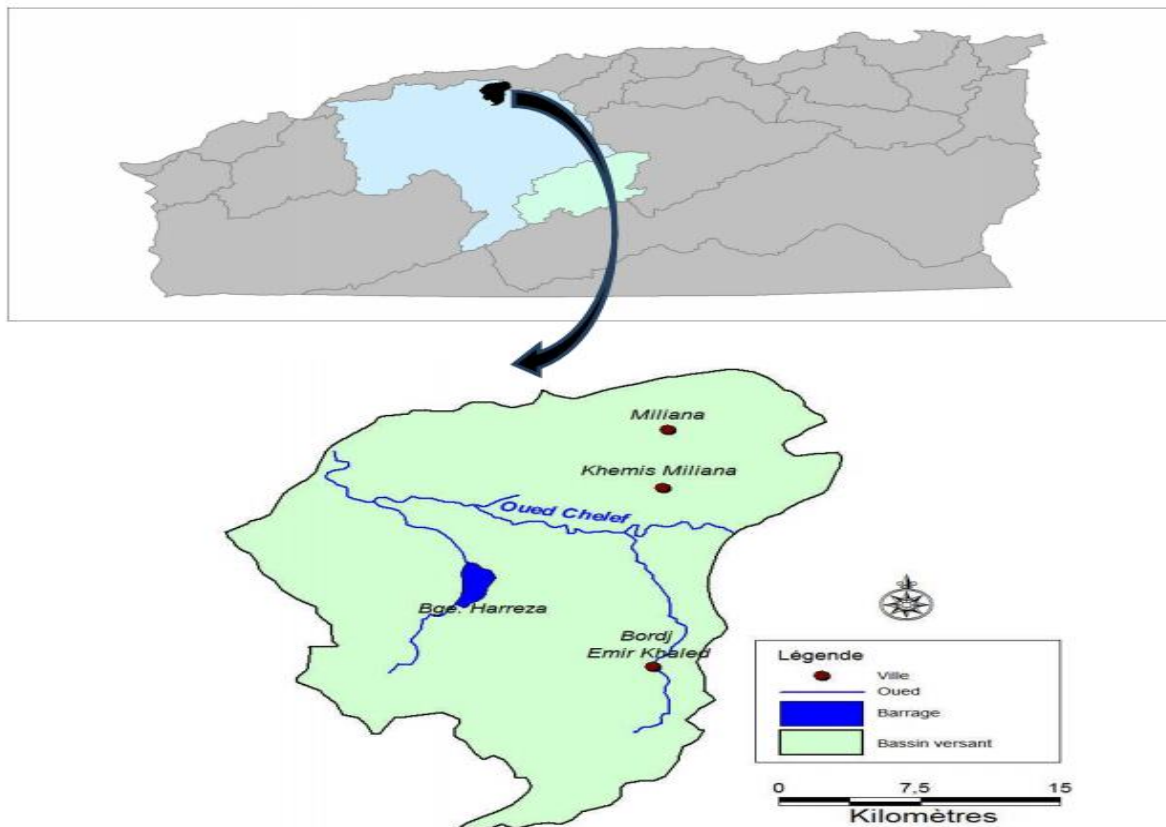 Miliana
Khemis Miliana
Oued Chelef
Bge. Harreza
Bordj
Emir Khaled
Légende
Ville
Oued
Barrage
Bassin versant
0 7,5 15
Kilomètres